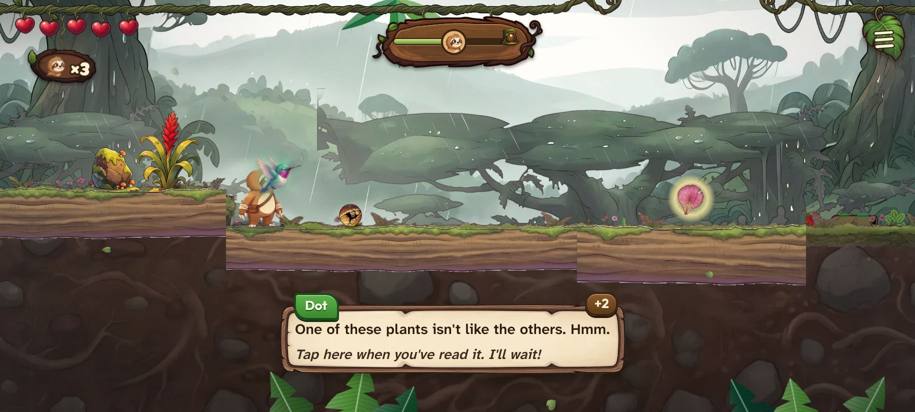 x3
Dot
+2
One of these plants isn't like the others. Hmm.
Tap here when you've read it. I'll wait!